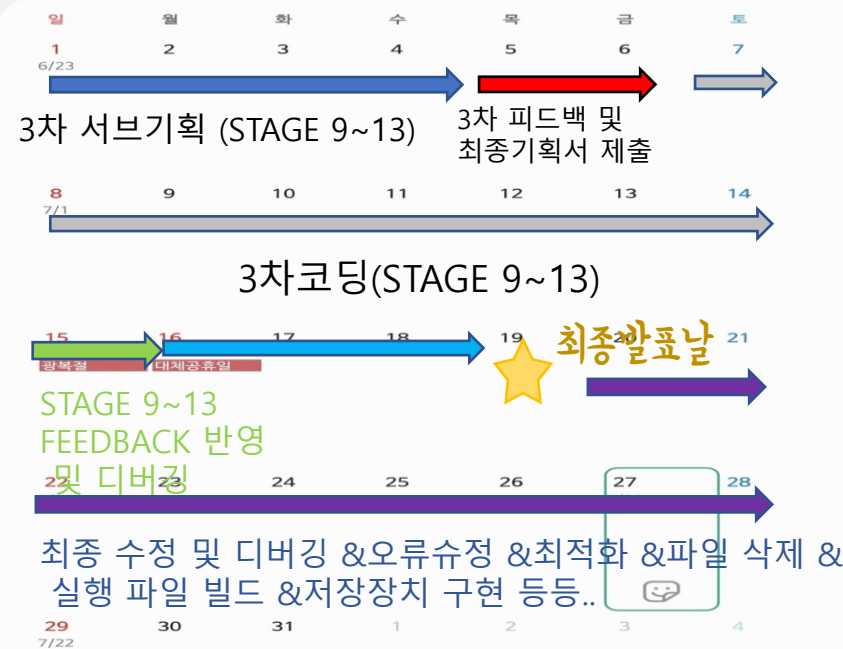 일 월 화 수 목 금 토
1 2 3 4 5 6 7
6/23
3차 서브기획 (STAGE 9~13)
3차 피드백 및
최종기획서 제출
8 9 10 11 12 13 14
7/1
3차코딩(STAGE 9~13)
15 16 17 18 19 20 21
최종발표날
광복절 대체공휴일
STAGE 9~13
FEEDBACK 반영
및 디버깅
22 23 24 25 26 27 28
최종 수정 및 디버깅 &오류슈정 &최적화 &파일 삭제 &
실행 파일 빌드 &저장장치 구현 등등..
29 30 31 1 2 3 4
7/22